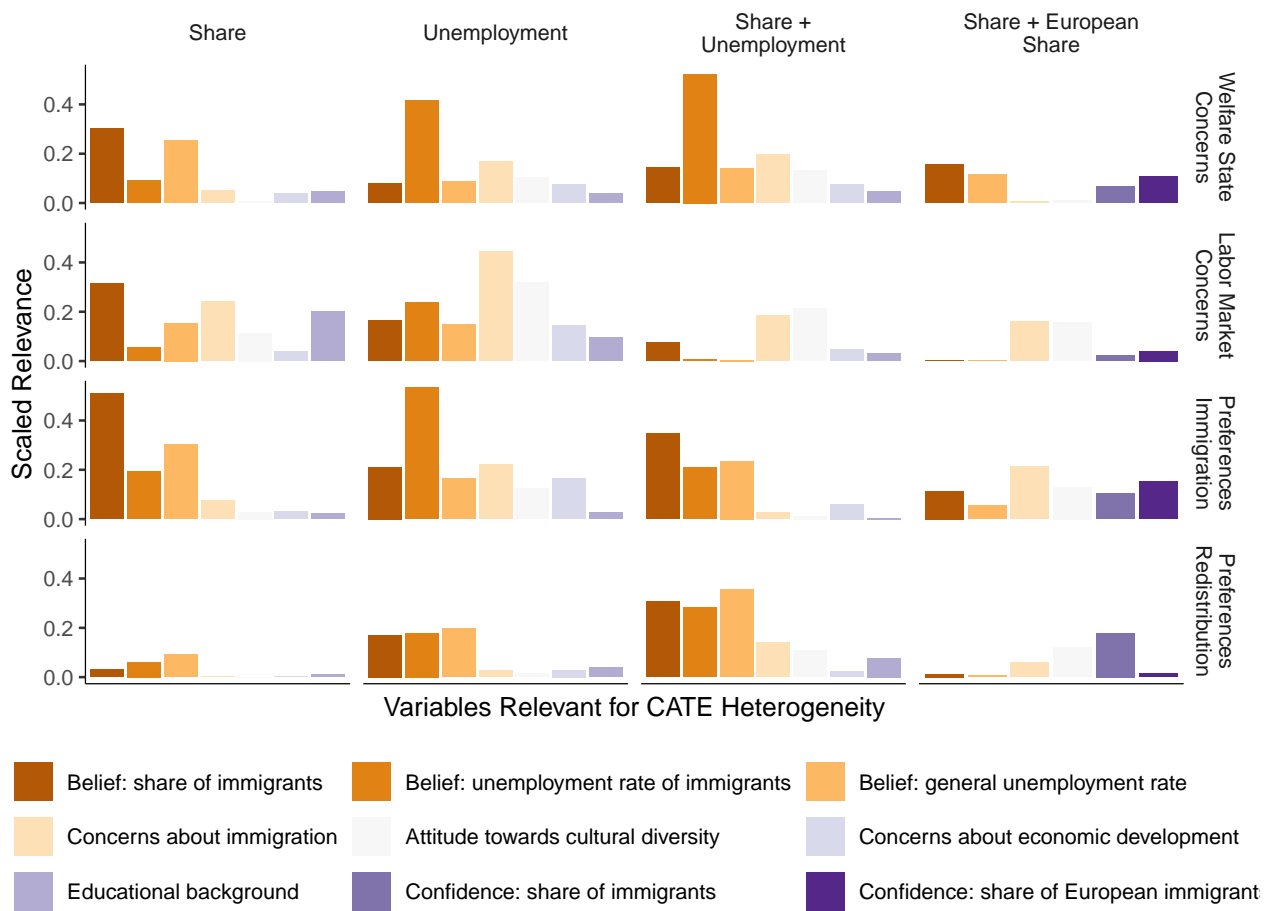 Share
Unemployment
Share +
Unemployment
Share + European
Share
Welfare State
Concerns
0.4
0.2
0.0
Labor Market
Concerns
0.4
0.2
0.0
Preferences
Immigration
0.4
0.2
0.0
Preferences
Redistribution
0.4
0.2
0.0
Scaled Relevance
Variables Relevant for CATE Heterogeneity
Belief: share of immigrants
Belief: unemployment rate of immigrants
Belief: general unemployment rate
Concerns about immigration
Attitude towards cultural diversity
Concerns about economic development
Educational background
Confidence: share of immigrants
Confidence: share of European immigrants